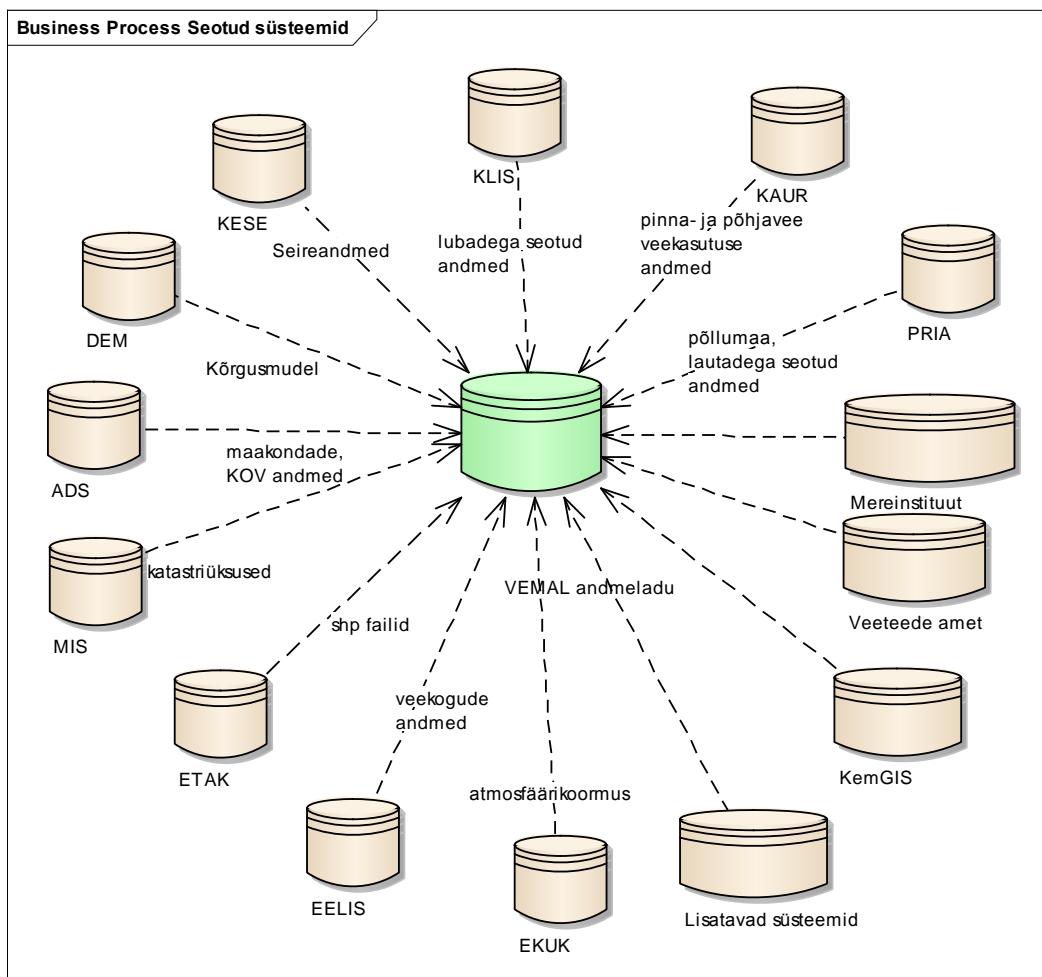 Business Process Seotud süsteemid
KLIS
KAUR
KESE
pinna- ja põhjavee
veekasutuse
andmed
lubadega seotud
andmed
Seireandmed
DEM
PRIA
põllumaa,
lautadega seotud
andmed
Kõrgusmudel
ADS
maakondade,
KOV andmed
Mereinstituut
MIS
katastriüksused
VEMAL andmeladu
Veeteede amet
shp failid
veekogude
andmed
ETAK
KemGIS
atmosfäärikoormus
EELIS
EKUK
Lisatavad süsteemid